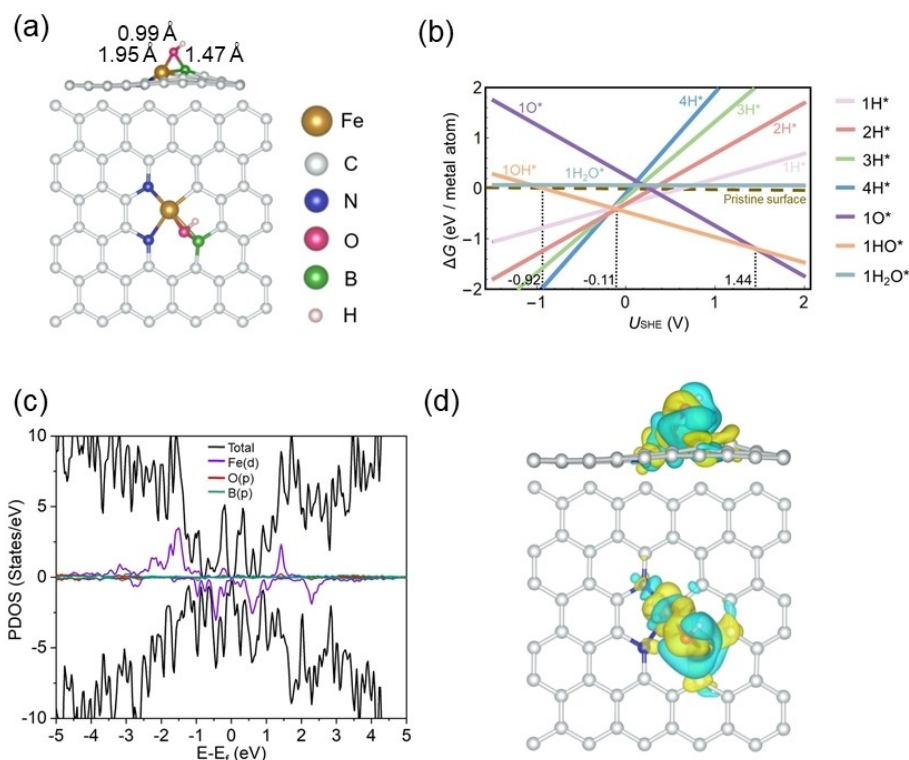 (a)
0.99 Å
1.95 Å 1.47 Å
Fe
C
N
O
B
H
(b)
ΔG (eV / metal atom)
2
1
0
−1
−2
1O*
1OH*
1H₂O*
4H*
3H*
2H*
1H*
Pristine surface
-0.92
-0.11
1.44
−1 0 1 2
USHE (V)
1H*
2H*
3H*
4H*
1O*
1HO*
1H₂O*
(c)
PDOS (States/eV)
10
5
0
-5
-10
Total
Fe(d)
O(p)
B(p)
-5 -4 -3 -2 -1 0 1 2 3 4 5
E-Ef (eV)
(d)